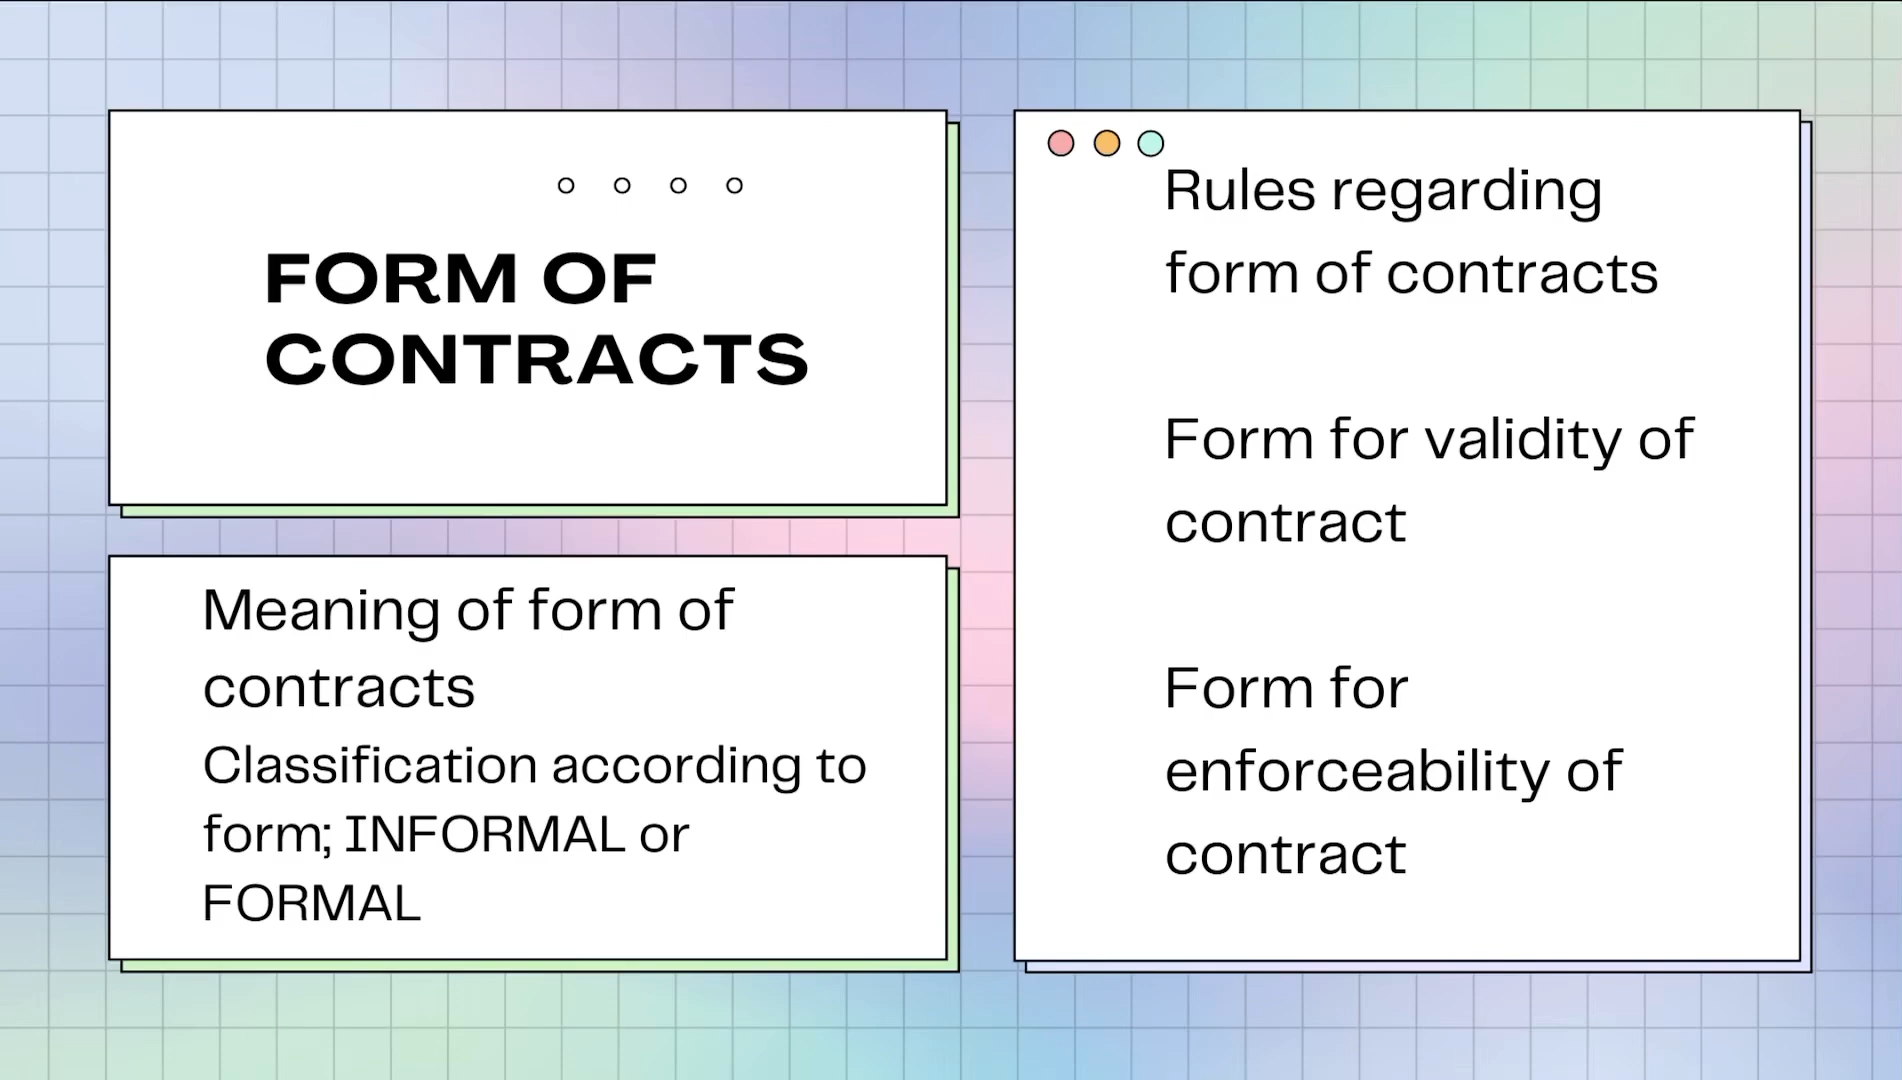 FORM OF
CONTRACTS
Meaning of form of
contracts
Classification according to
form; INFORMAL or
FORMAL
Rules regarding
form of contracts
Form for validity of
contract
Form for
enforceability of
contract